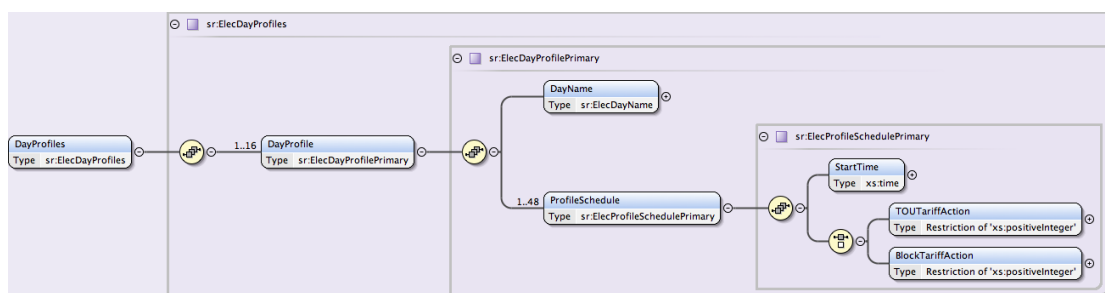 sr:ElecDayProfiles
sr:ElecDayProfilePrimary
DayName
Type sr:ElecDayName
sr:ElecProfileSchedulePrimary
DayProfiles
Type sr:ElecDayProfiles
1..16
DayProfile
Type sr:ElecDayProfilePrimary
StartTime
Type xs:time
1..48
ProfileSchedule
Type sr:ElecProfileSchedulePrimary
TOUTariffAction
Type Restriction of 'xs:positiveInteger'
BlockTariffAction
Type Restriction of 'xs:positiveInteger'